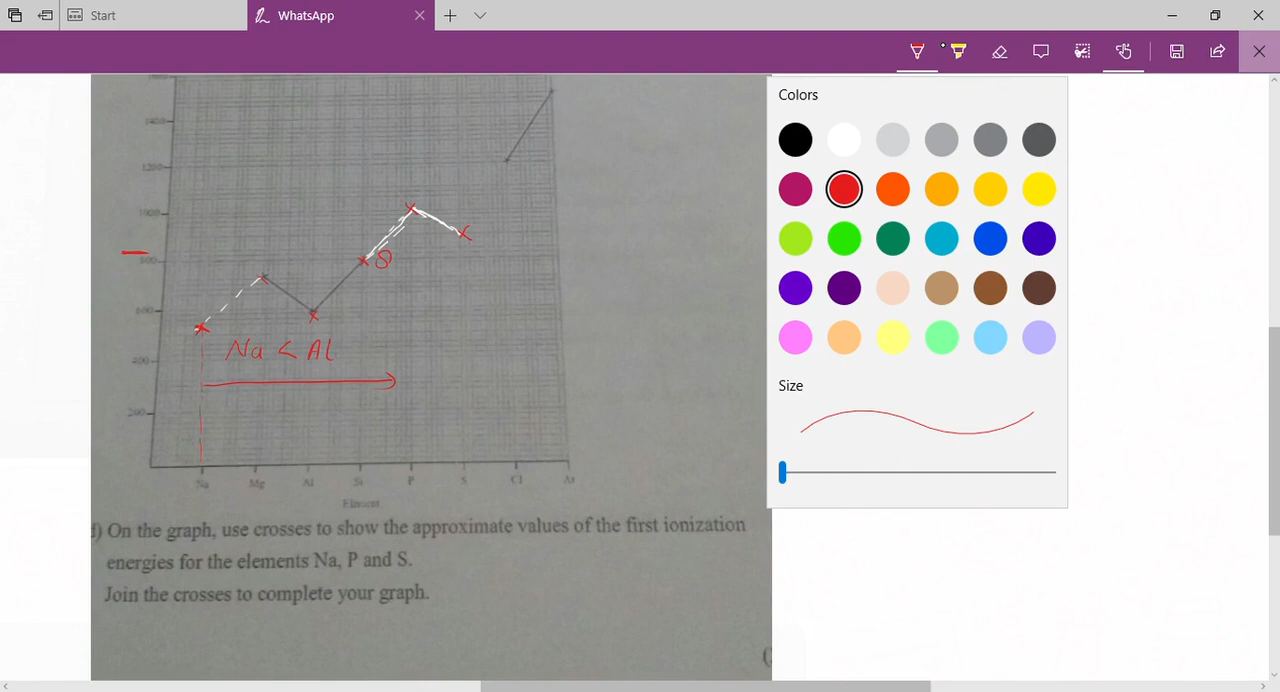 Start
WhatsApp
Colors
1400
1200
1000
800
8
600
Na < Al
400
Size
200
Na Mg Al Si P S Cl Ar
Element
) On the graph, use crosses to show the approximate values of the first ionization
energies for the elements Na, P and S.
Join the crosses to complete your graph.
(